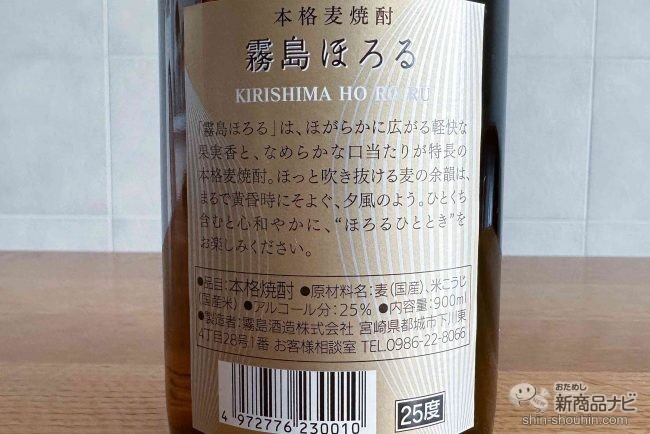 本格麦焼酎
霧島ほろる
KIRISHIMA HO RO RU
「霧島ほろる」は、ほがらかに広がる軽快な
果実香と、なめらかな口当たりが特長の
本格麦焼酎。ほっと吹き抜ける麦の余韻は、
まるで黄昏時にそよぐ、夕風のよう。ひとくち
含むと心和やかに、“ほろるひととき”を
お楽しみください。
●品目:本格焼酎 ●原材料名:麦(国産)、米こうじ
(国産米) ●アルコール分:25% ●内容量:900ml
●製造者:霧島酒造株式会社 宮崎県都城市下川東
4丁目28号1番 お客様相談室 TEL.0986-22-8066
4 972776 230010
25度
おためし
新商品ナビ
shin-shouhin.com